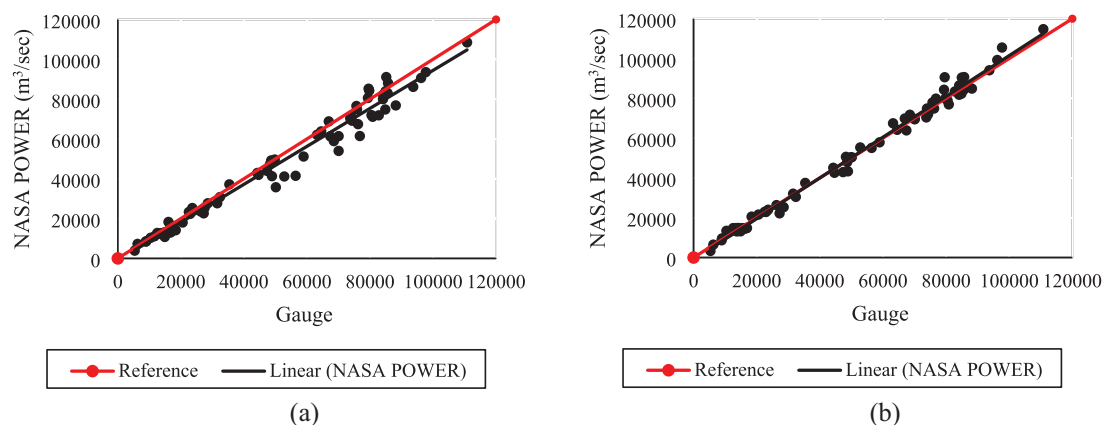 120000
100000
80000
60000
40000
20000
0
NASA POWER (m³/sec)
0 20000 40000 60000 80000 100000 120000
Gauge
Reference Linear (NASA POWER)
(a)
120000
100000
80000
60000
40000
20000
0
NASA POWER (m³/sec)
0 20000 40000 60000 80000 100000 120000
Gauge
Reference Linear (NASA POWER)
(b)